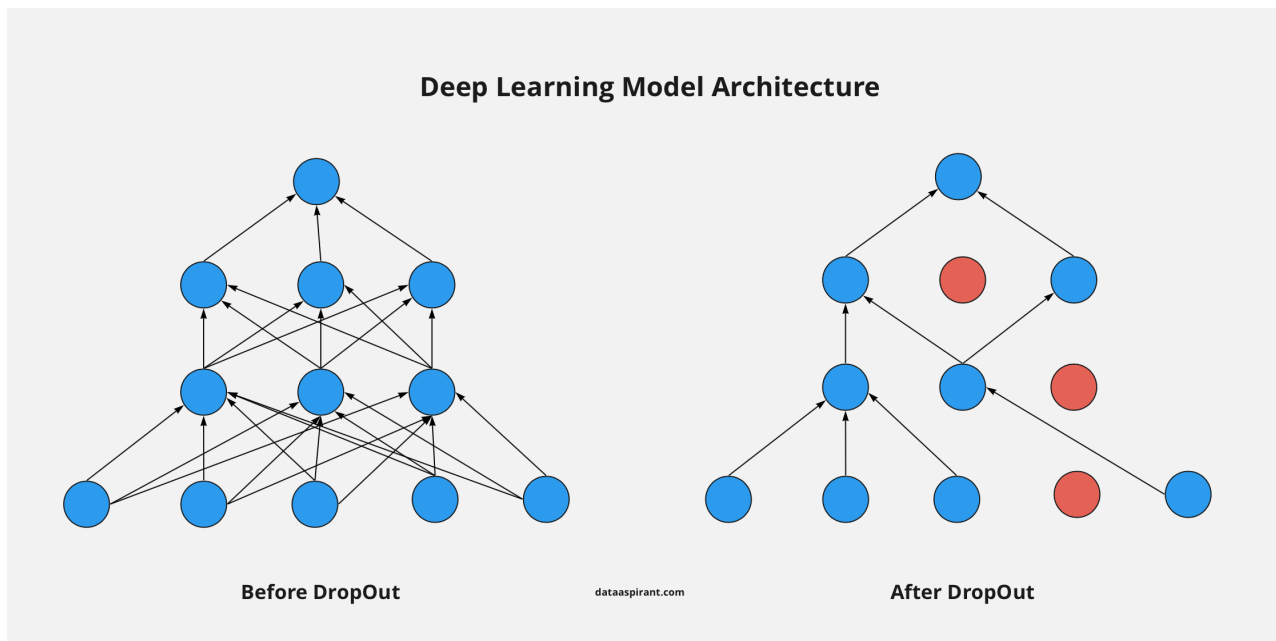 Deep Learning Model Architecture
Before DropOut
dataaspirant.com
After DropOut